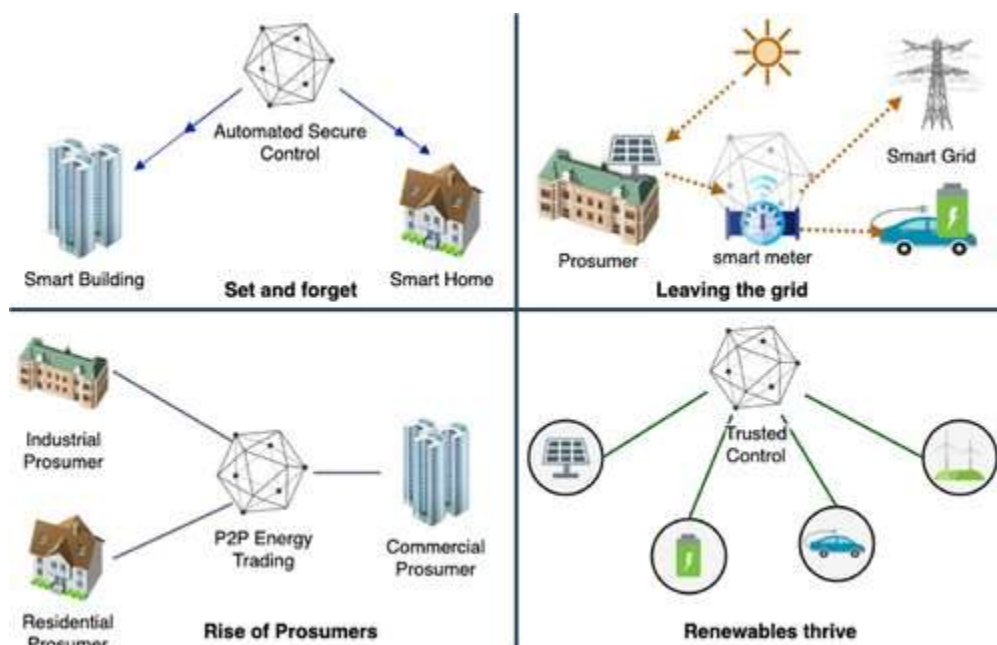 Automated Secure
Control
Smart Building
Smart Home
Set and forget
Smart Grid
Prosumer
smart meter
Leaving the grid
Industrial
Prosumer
P2P Energy
Trading
Commercial
Prosumer
Residential
Prosumer
Rise of Prosumers
Trusted
Control
Renewables thrive